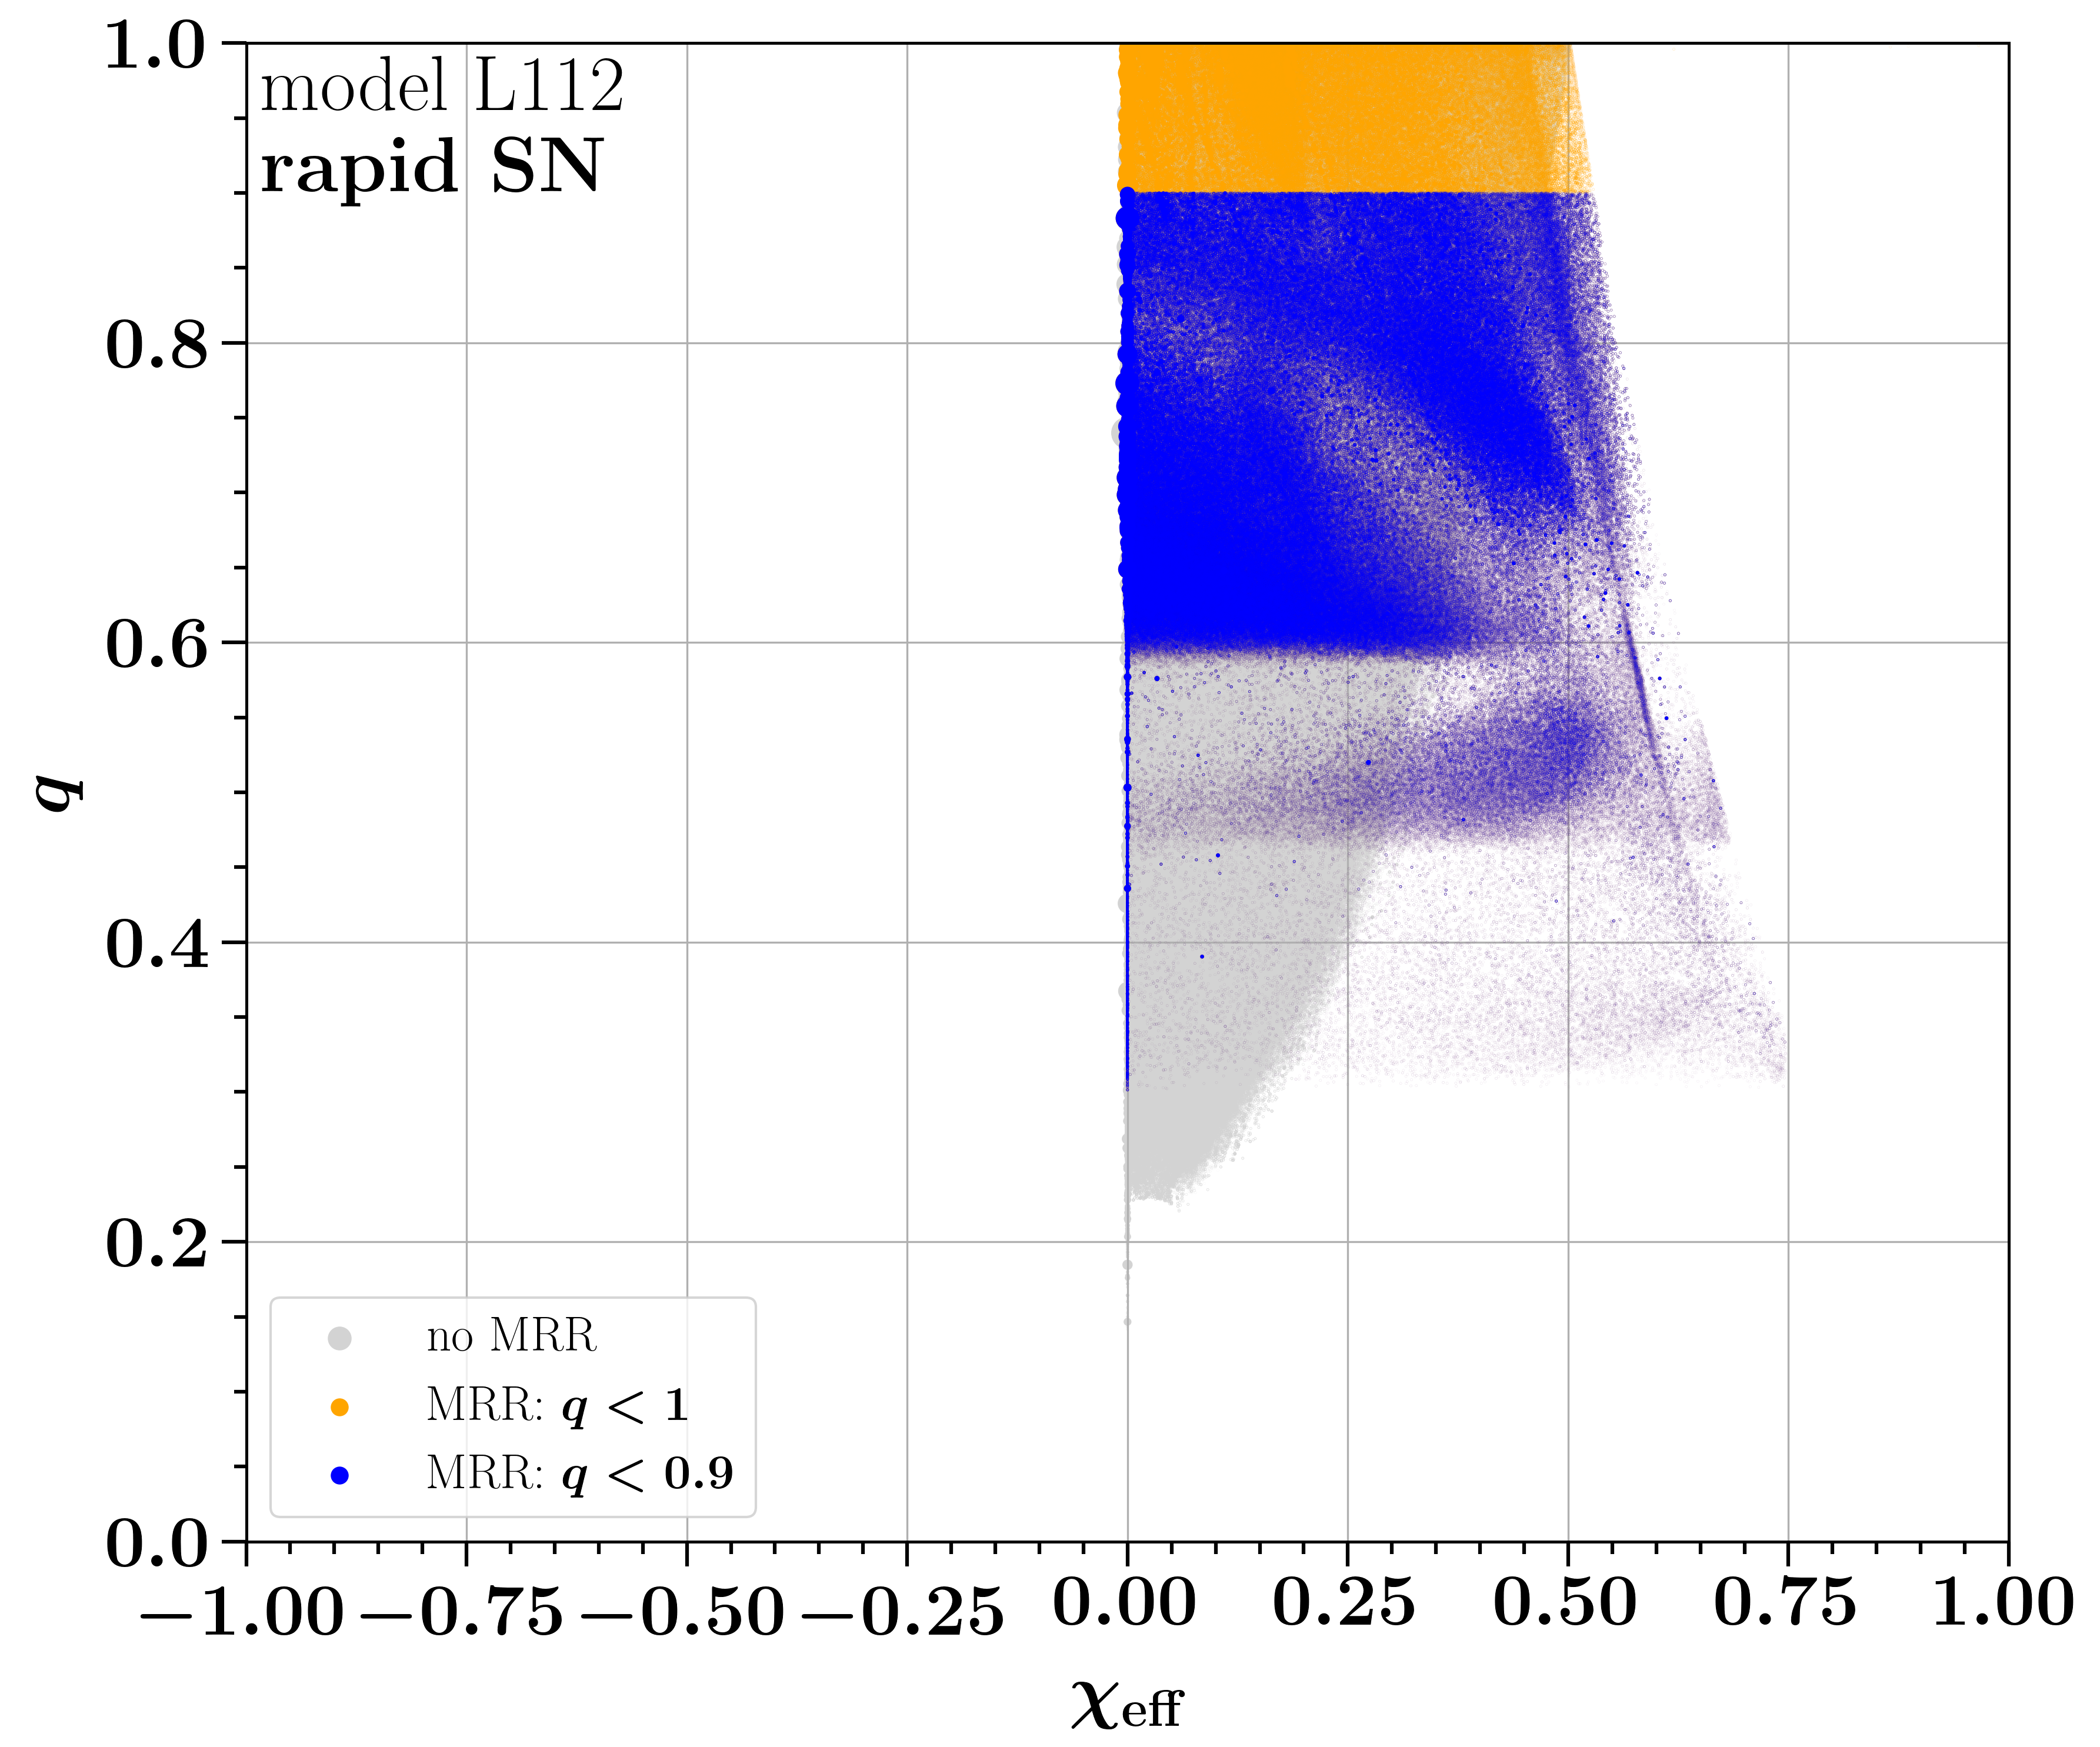 1.0
model L112
rapid SN
0.8
0.6
q
0.4
0.2
no MRR
MRR: q < 1
MRR: q < 0.9
0.0
−1.00 −0.75 −0.50 −0.25 0.00 0.25 0.50 0.75 1.00
χeff